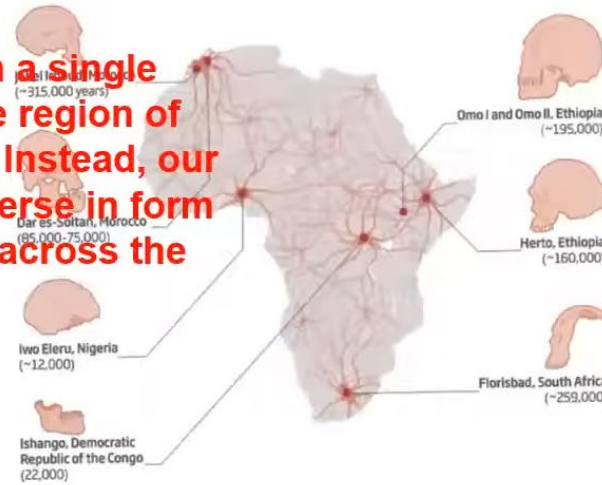 a single
region of
Instead, our
erse in form
across the
(~315,000 years)
Dar es-Soltan, Morocco
(85,000-75,000)
Iwo Eleru, Nigeria
(~12,000)
Ishango, Democratic
Republic of the Congo
(22,000)
Omo I and Omo II, Ethiopia
(~195,000)
Herto, Ethiopia
(~160,000
Florisbad, South Africa
(~259,000